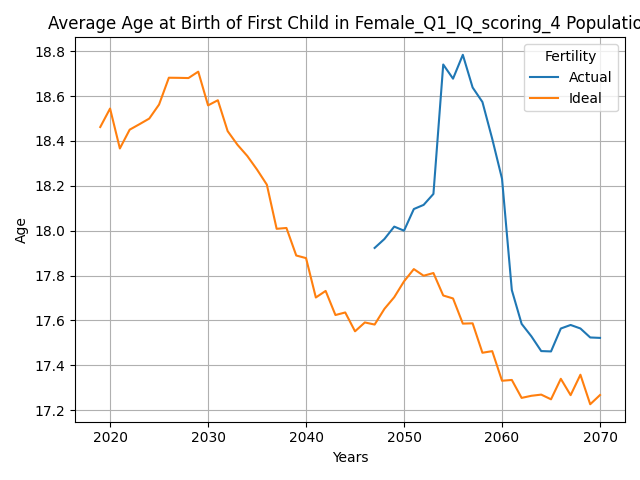 Average Age at Birth of First Child in Female_Q1_IQ_scoring_4 Populatio
Fertility
Actual
Ideal
18.8
18.6
18.4
18.2
18.0
17.8
17.6
17.4
17.2
Age
2020 2030 2040 2050 2060 2070
Years